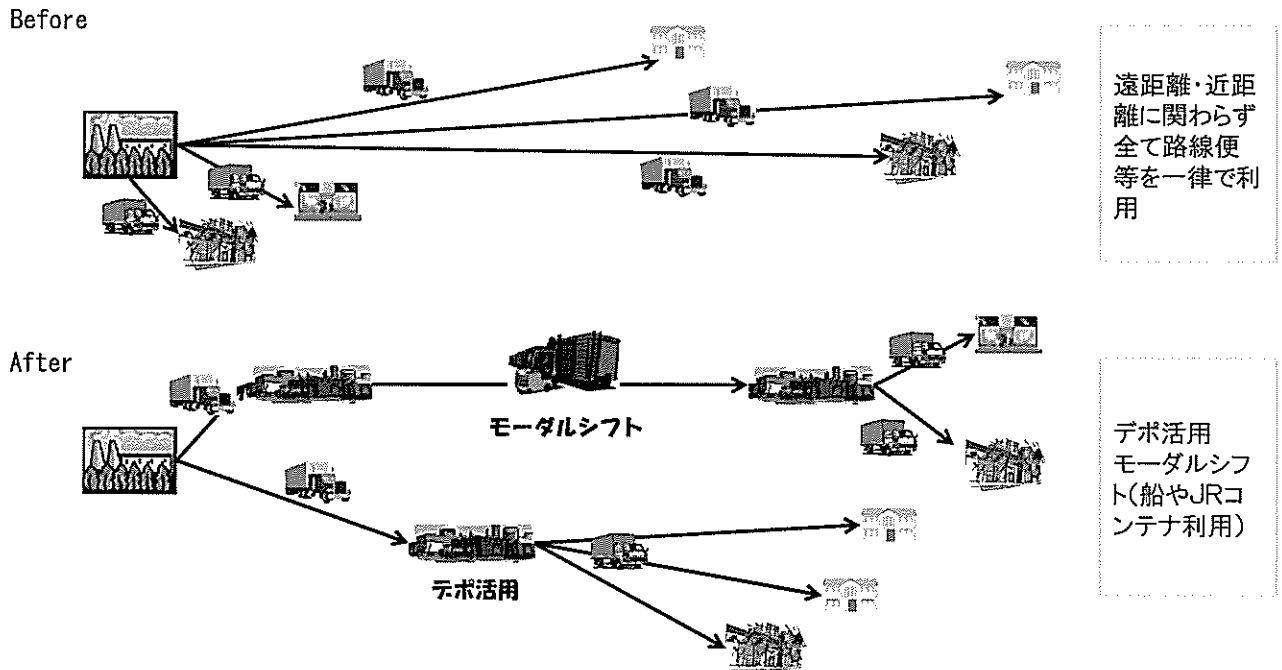 Before
遠距離・近距
離に関わらず
全て路線便
等を一律で利
用
After
モーダルシフト
デポ活用
デポ活用
モーダルシフ
ト(船やJRコ
ンテナ利用)